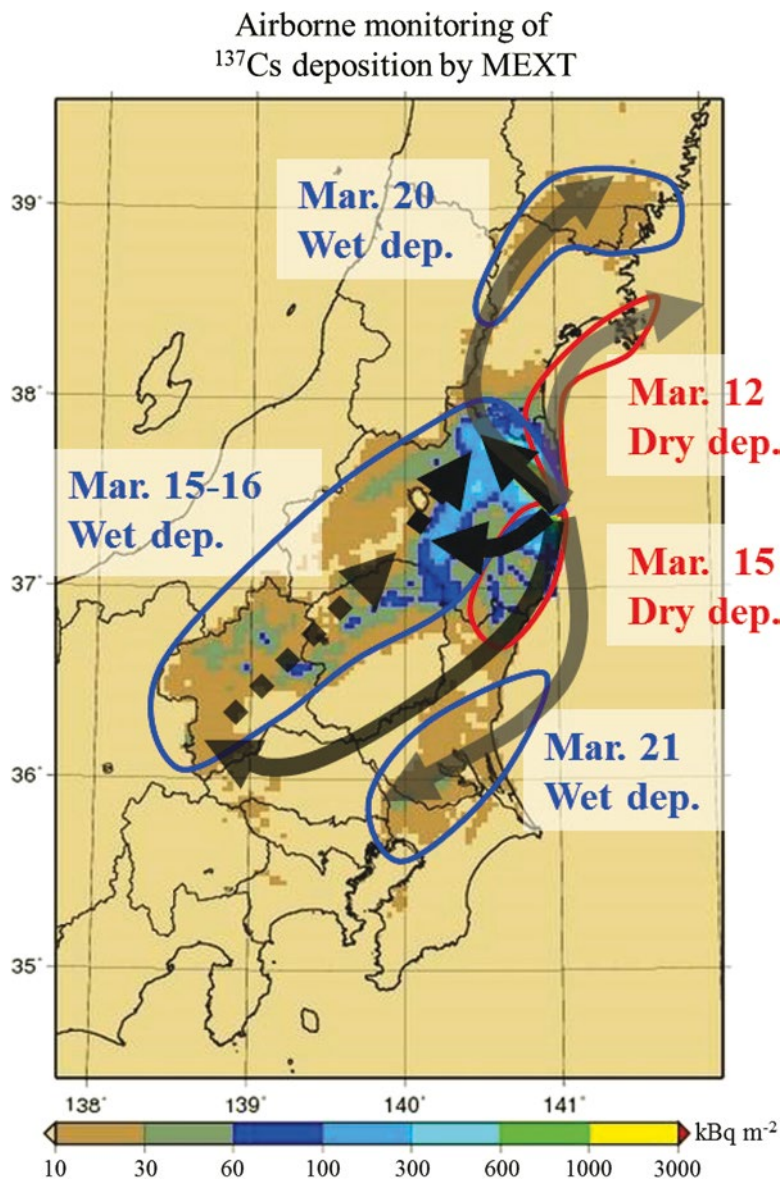 Airborne monitoring of
¹³⁷Cs deposition by MEXT
39°
38°
37°
36°
35°
Mar. 20
Wet dep.
Mar. 12
Dry dep.
Mar. 15-16
Wet dep.
Mar. 15
Dry dep.
Mar. 21
Wet dep.
138° 139° 140° 141°
kBq m⁻²
10 30 60 100 300 600 1000 3000